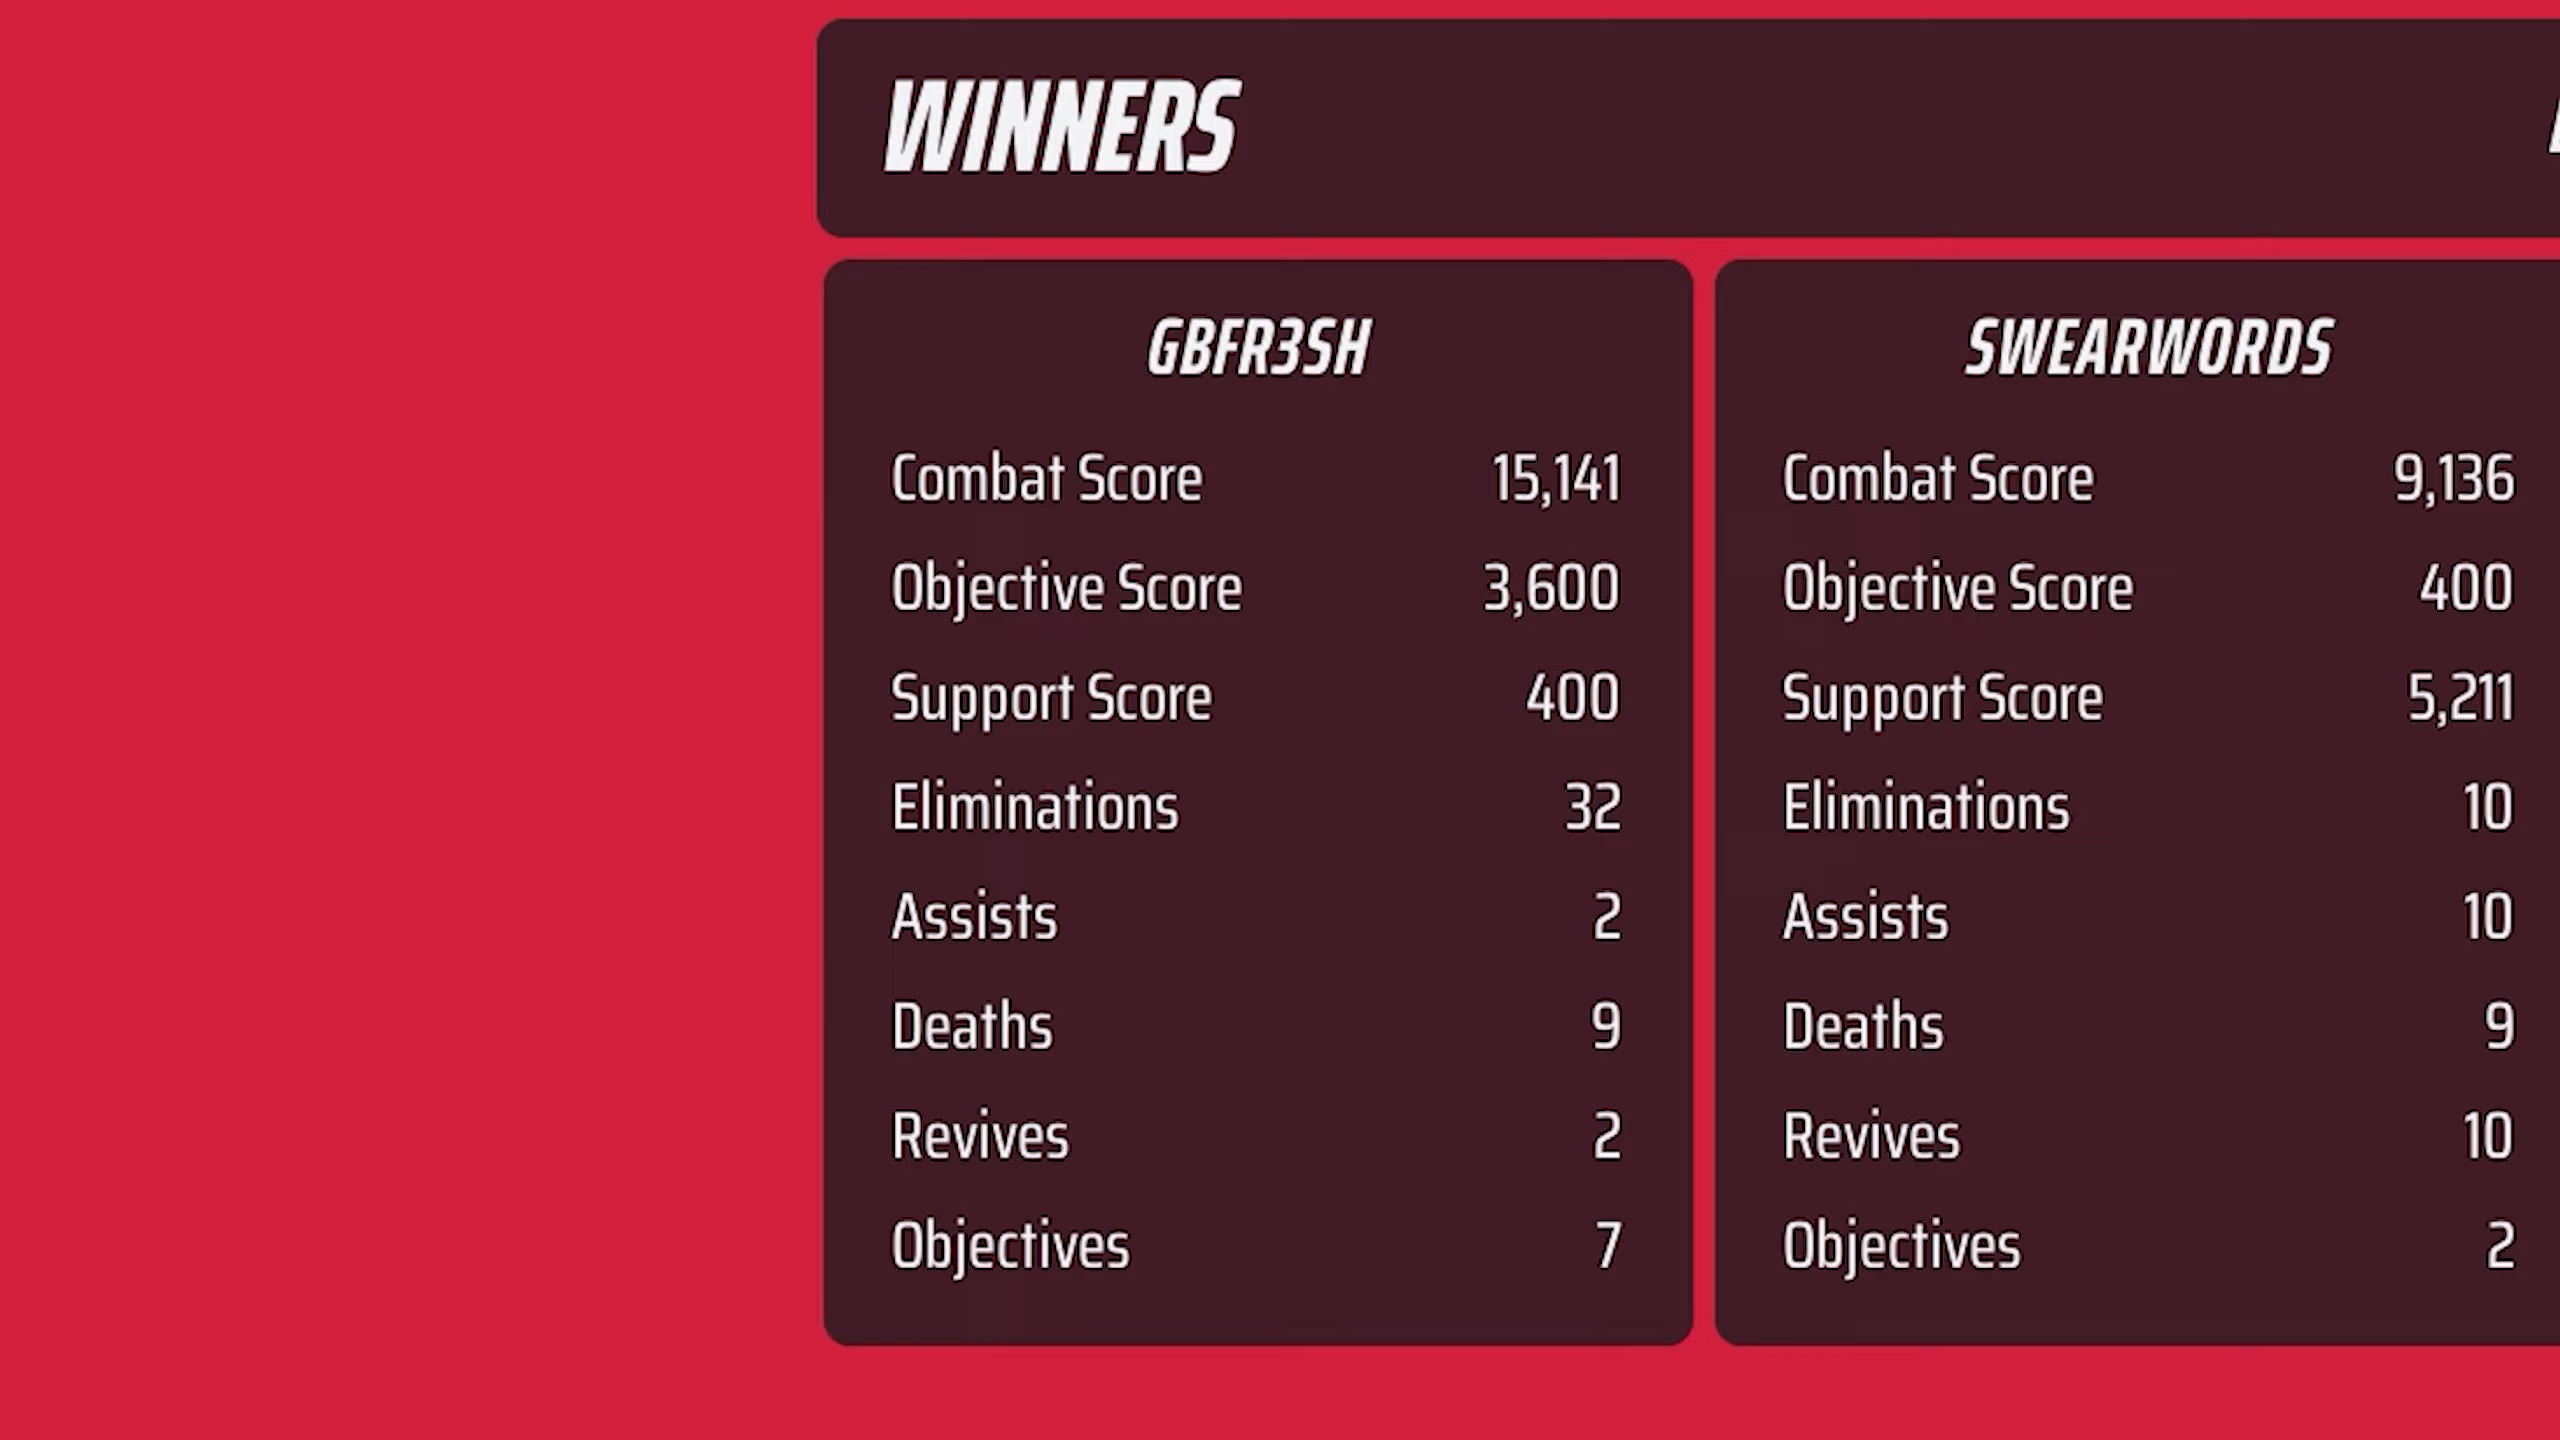 WINNERS
GBFR3SH
Combat Score 15,141
Objective Score 3,600
Support Score 400
Eliminations 32
Assists 2
Deaths 9
Revives 2
Objectives 7
SWEARWORDS
Combat Score 9,136
Objective Score 400
Support Score 5,211
Eliminations 10
Assists 10
Deaths 9
Revives 10
Objectives 2